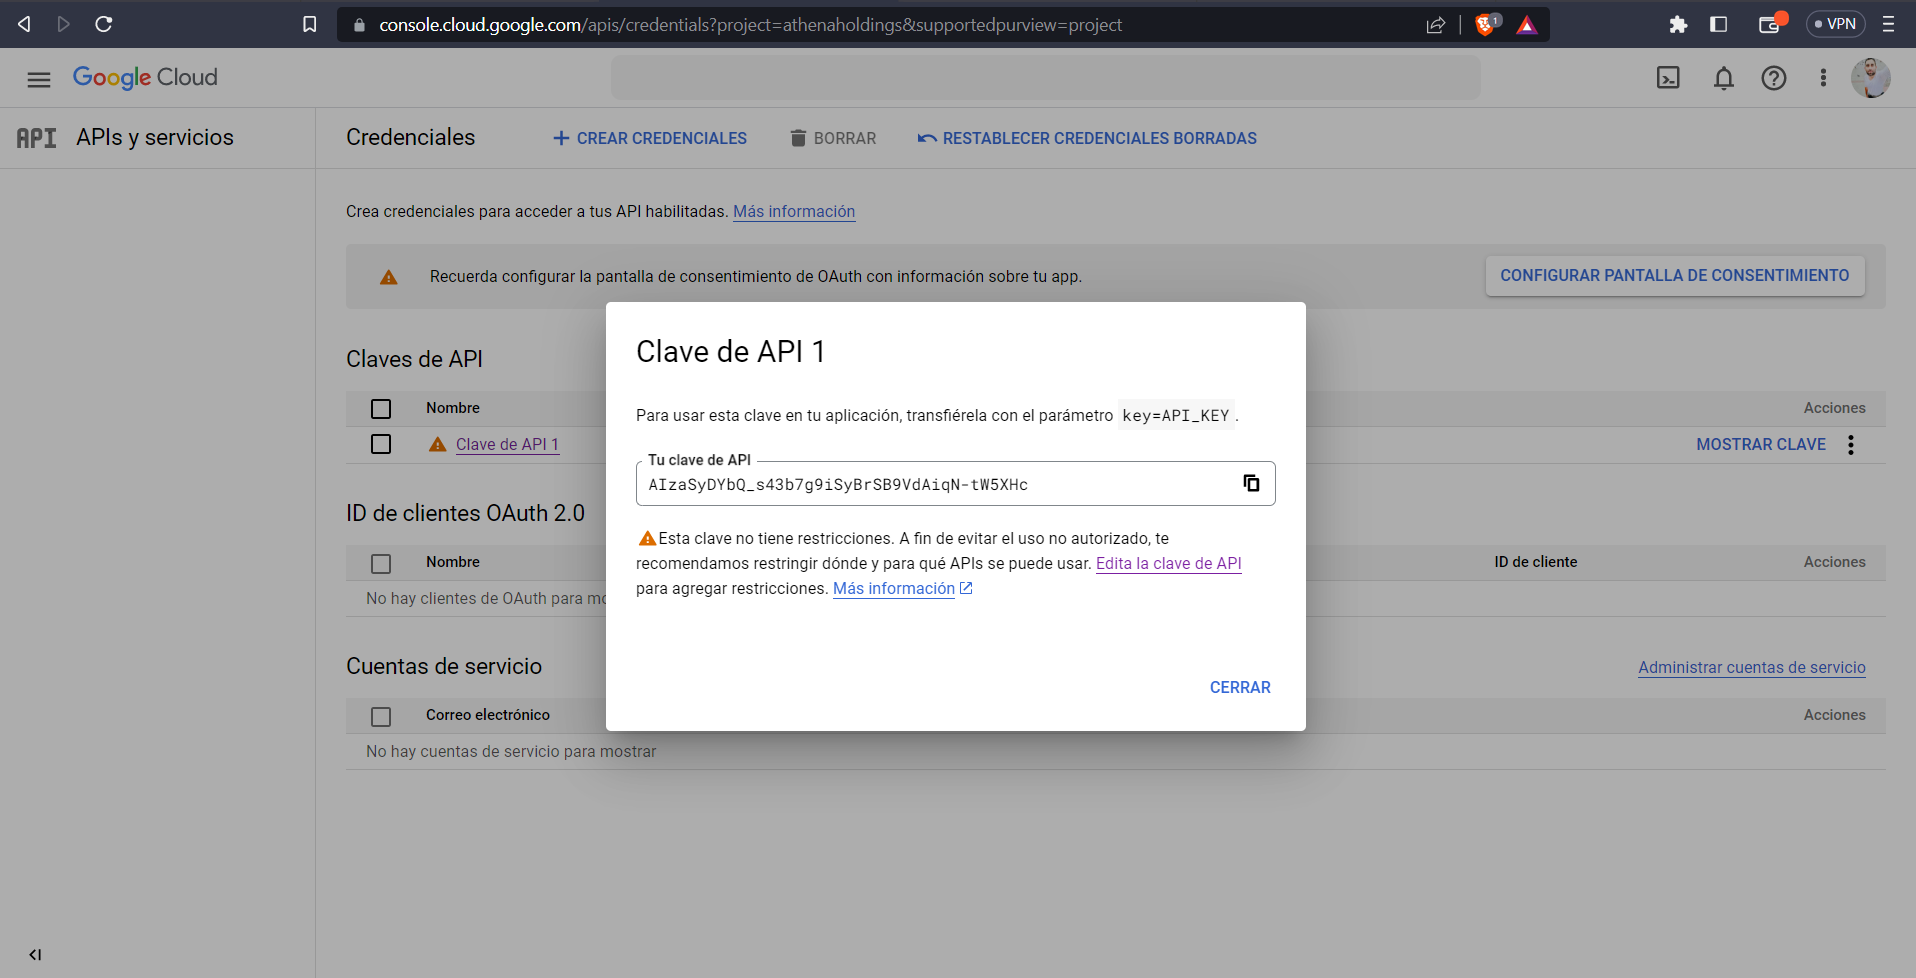 console.cloud.google.com/apis/credentials?project=athenaholdings&supportedpurview=project
1
VPN
Google Cloud
API APIs y servicios
Credenciales
CREAR CREDENCIALES
BORRAR
RESTABLECER CREDENCIALES BORRADAS
Crea credenciales para acceder a tus API habilitadas. Más información
Recuerda configurar la pantalla de consentimiento de OAuth con información sobre tu app.
CONFIGURAR PANTALLA DE CONSENTIMIENTO
Claves de API
Nombre
Acciones
Clave de API 1
MOSTRAR CLAVE
ID de clientes OAuth 2.0
Nombre
ID de cliente
Acciones
No hay clientes de OAuth para mo
Cuentas de servicio
Administrar cuentas de servicio
Correo electrónico
Acciones
No hay cuentas de servicio para mostrar
Clave de API 1
Para usar esta clave en tu aplicación, transfiérela con el parámetro key=API_KEY.
Tu clave de API
AIzaSyDYbQ_s43b7g9iSyBrSB9VdAiqN-tW5XHc
Esta clave no tiene restricciones. A fin de evitar el uso no autorizado, te
recomendamos restringir dónde y para qué APIs se puede usar. Edita la clave de API
para agregar restricciones. Más información
CERRAR